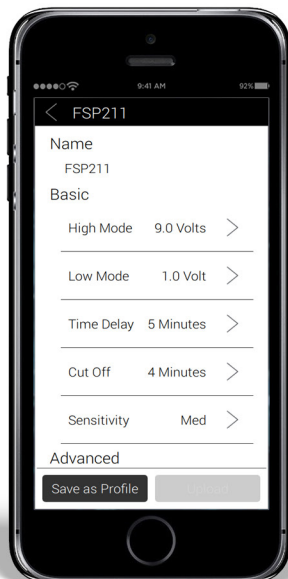 9:41 AM 92%
FSP211
Name
FSP211
Basic
High Mode 9.0 Volts
Low Mode 1.0 Volt
Time Delay 5 Minutes
Cut Off 4 Minutes
Sensitivity Med
Advanced
Save as Profile Upload